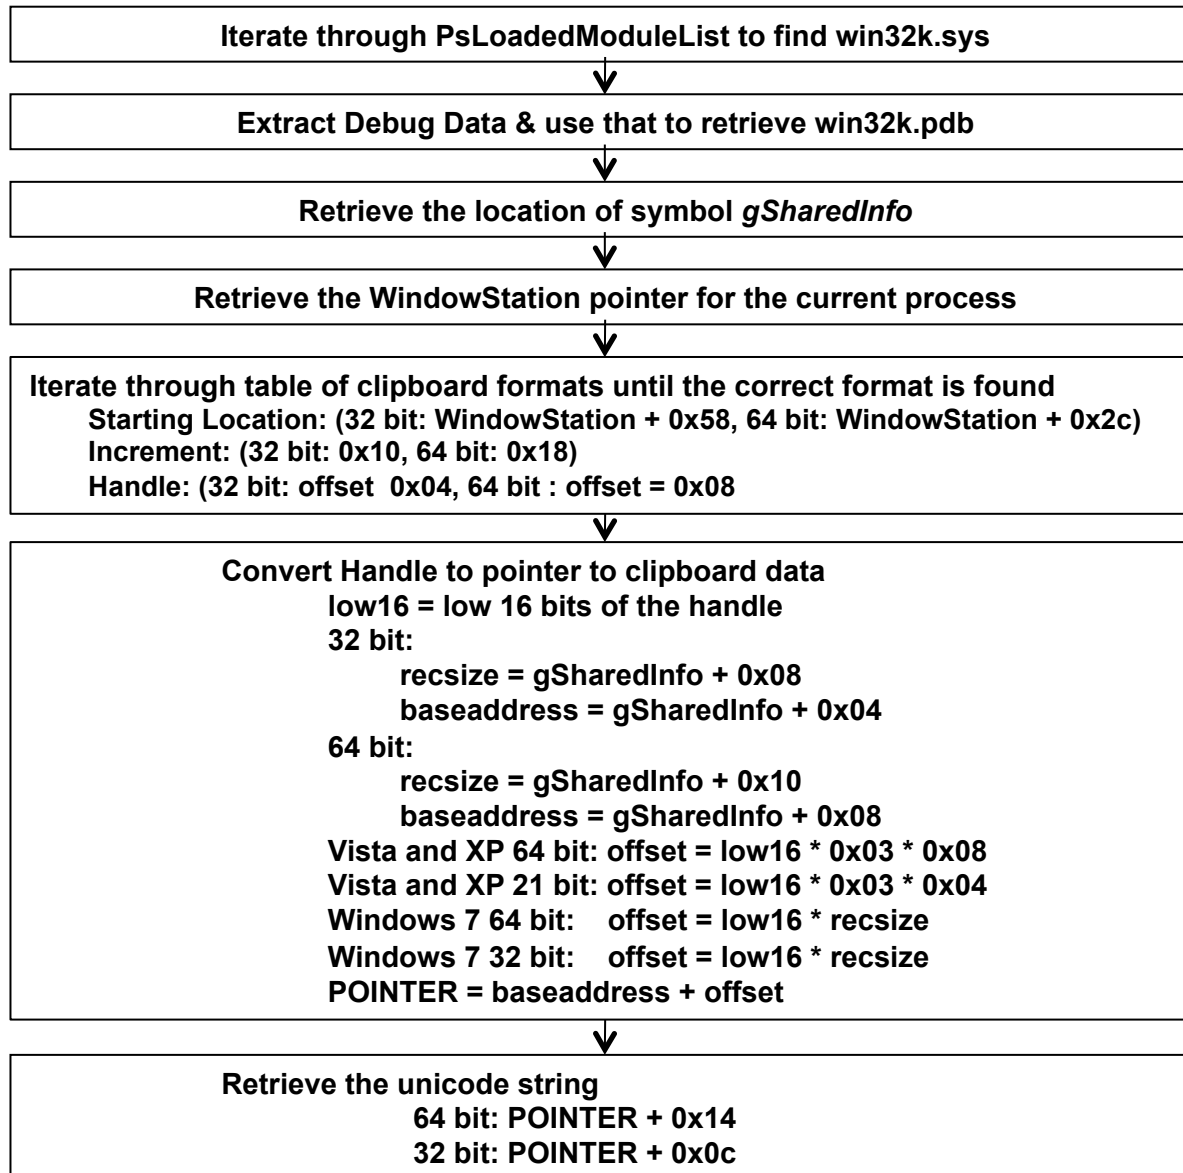 Iterate through PsLoadedModuleList to find win32k.sys
Extract Debug Data & use that to retrieve win32k.pdb
Retrieve the location of symbol gSharedInfo
Retrieve the WindowStation pointer for the current process
Iterate through table of clipboard formats until the correct format is found
Starting Location: (32 bit: WindowStation + 0x58, 64 bit: WindowStation + 0x2c)
Increment: (32 bit: 0x10, 64 bit: 0x18)
Handle: (32 bit: offset 0x04, 64 bit : offset = 0x08
Convert Handle to pointer to clipboard data
low16 = low 16 bits of the handle
32 bit:
recsize = gSharedInfo + 0x08
baseaddress = gSharedInfo + 0x04
64 bit:
recsize = gSharedInfo + 0x10
baseaddress = gSharedInfo + 0x08
Vista and XP 64 bit: offset = low16 * 0x03 * 0x08
Vista and XP 21 bit: offset = low16 * 0x03 * 0x04
Windows 7 64 bit: offset = low16 * recsize
Windows 7 32 bit: offset = low16 * recsize
POINTER = baseaddress + offset
Retrieve the unicode string
64 bit: POINTER + 0x14
32 bit: POINTER + 0x0c